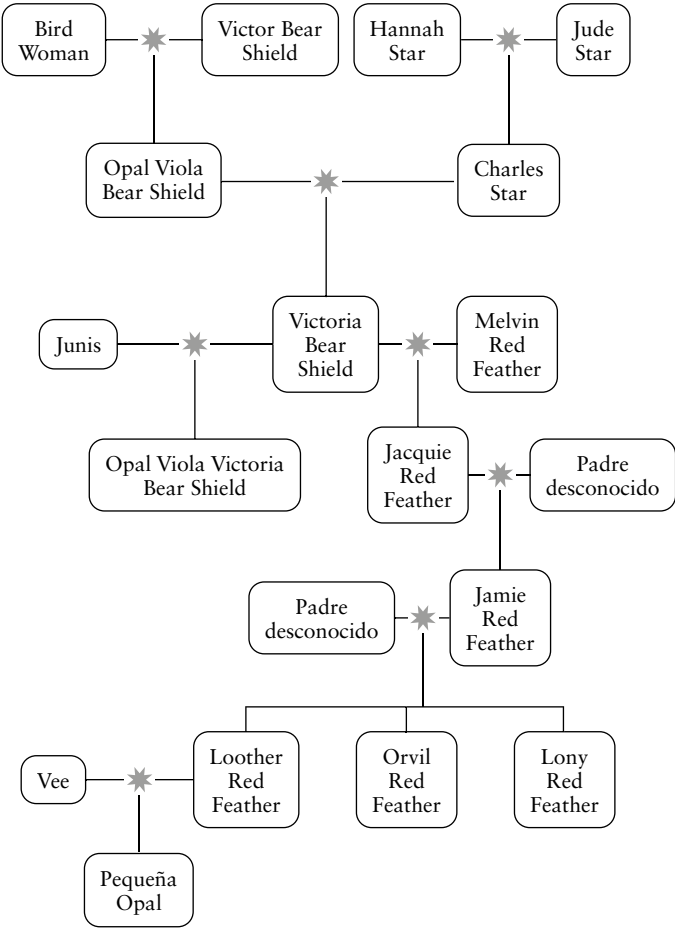 Bird
Woman
Victor Bear
Shield
Hannah
Star
Jude
Star
Opal Viola
Bear Shield
Charles
Star
Junis
Victoria
Bear
Shield
Melvin
Red
Feather
Opal Viola Victoria
Bear Shield
Jacquie
Red
Feather
Padre
desconocido
Padre
desconocido
Jamie
Red
Feather
Vee
Loother
Red
Feather
Orvil
Red
Feather
Lony
Red
Feather
Pequeña
Opal